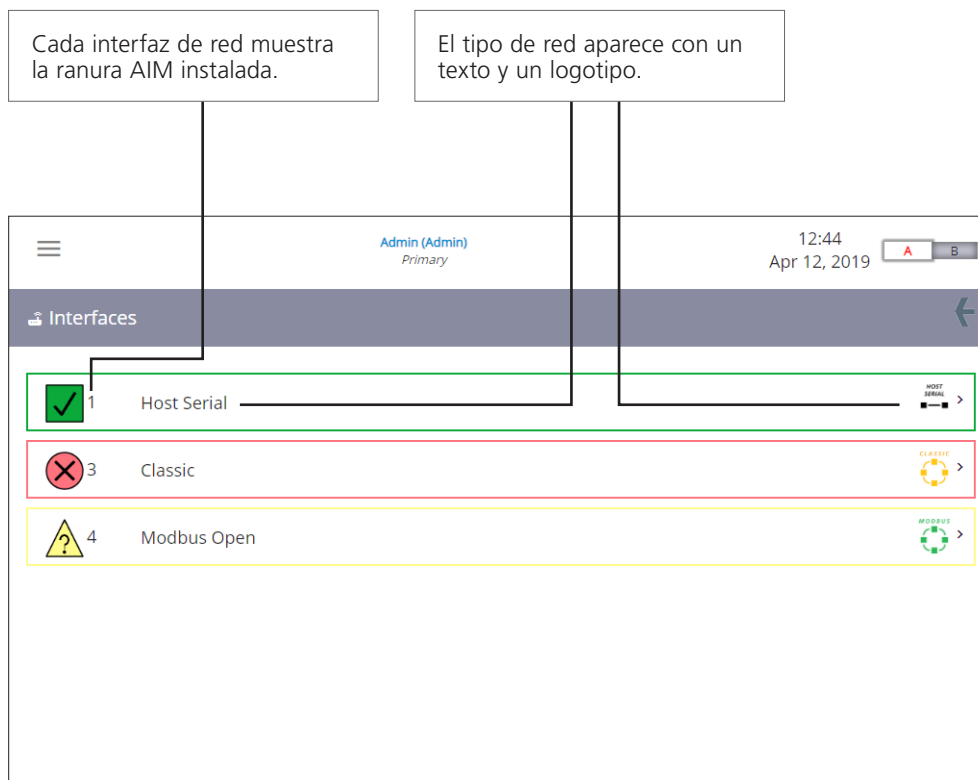 Cada interfaz de red muestra
la ranura AIM instalada.
El tipo de red aparece con un
texto y un logotipo.
Admin (Admin)
Primary
12:44
Apr 12, 2019
A B
Interfaces
1 Host Serial HOST SERIAL
3 Classic CLASSIC
? 4 Modbus Open MODBUS